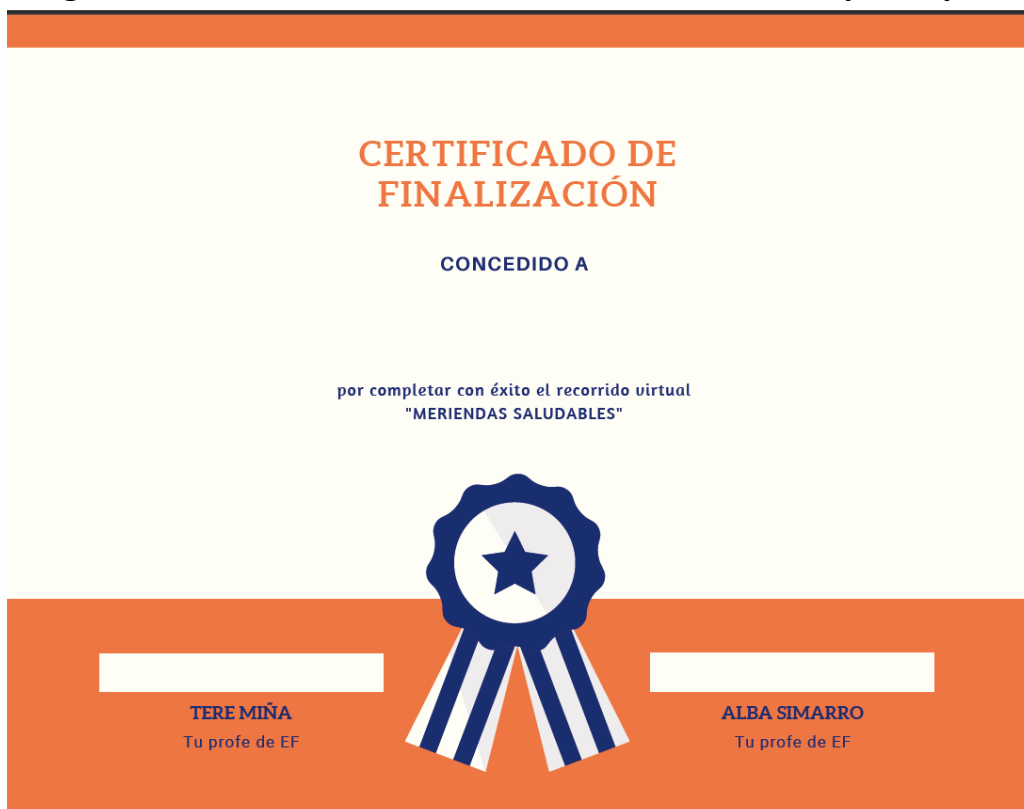 CERTIFICADO DE
FINALIZACIÓN
CONCEDIDO A
por completar con éxito el recorrido virtual
"MERIENDAS SALUDABLES"
TERE MIÑA
Tu profe de EF
ALBA SIMARRO
Tu profe de EF